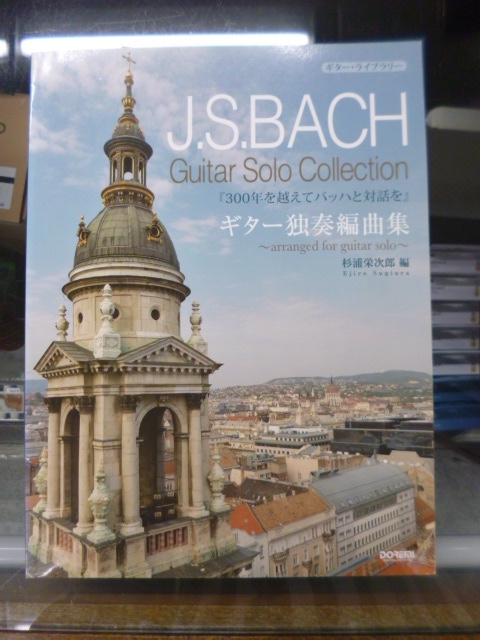 ギター・ライブラリー
J.S.BACH
Guitar Solo Collection
『300年を越えてバッハと対話を』
ギター独奏編曲集
～arranged for guitar solo～
杉浦栄次郎 編
Ejiro Sugiura
DOREMI